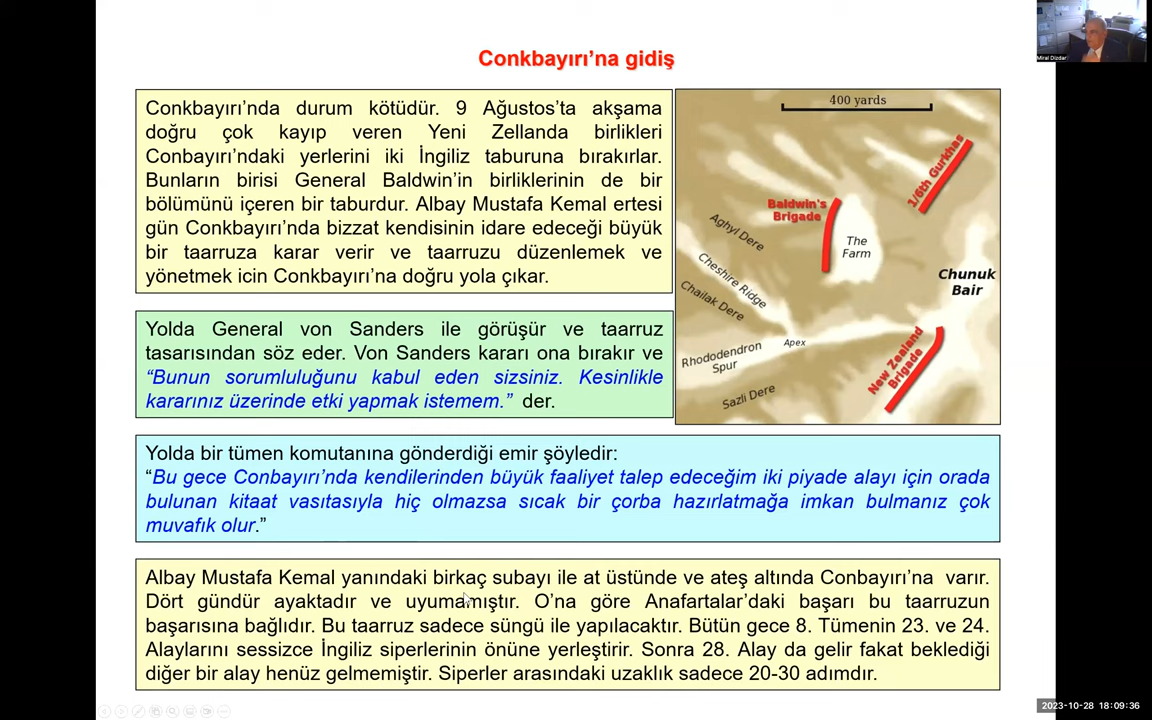 Conkbayırı’na gidiş
Conkbayırı’nda durum kötüdür. 9 Ağustos’ta akşama
doğru çok kayıp veren Yeni Zellanda birlikleri
Conbayırı’ndaki yerlerini iki İngiliz taburuna bırakırlar.
Bunların birisi General Baldwin’in birliklerinin de bir
bölümünü içeren bir taburdur. Albay Mustafa Kemal ertesi
gün Conkbayırı’nda bizzat kendisinin idare edeceği büyük
bir taarruza karar verir ve taarruzu düzenlemek ve
yönetmek icin Conkbayırı’na doğru yola çıkar.
Yolda General von Sanders ile görüşür ve taarruz
tasarısından söz eder. Von Sanders kararı ona bırakır ve
“Bunun sorumluluğunu kabul eden sizsiniz. Kesinlikle
kararınız üzerinde etki yapmak istemem.” der.
400 yards
1/6th Gurkhas
Baldwin's
Brigade
The
Farm
Aghyl Dere
Cheshire Ridge
Chailak Dere
Chunuk
Bair
Apex
Rhododendron
Spur
New Zealand
Brigade
Sazli Dere
Yolda bir tümen komutanına gönderdiği emir şöyledir:
“Bu gece Conbayırı’nda kendilerinden büyük faaliyet talep edeceğim iki piyade alayı için orada
bulunan kitaat vasıtasıyla hiç olmazsa sıcak bir çorba hazırlatmağa imkan bulmanız çok
muvafık olur.”
Albay Mustafa Kemal yanındaki birkaç subayı ile at üstünde ve ateş altında Conbayırı’na varır.
Dört gündür ayaktadır ve uyumamıştır. O’na göre Anafartalar’daki başarı bu taarruzun
başarısına bağlıdır. Bu taarruz sadece süngü ile yapılacaktır. Bütün gece 8. Tümenin 23. ve 24.
Alaylarını sessizce İngiliz siperlerinin önüne yerleştirir. Sonra 28. Alay da gelir fakat beklediği
diğer bir alay henüz gelmemiştir. Siperler arasındaki uzaklık sadece 20-30 adımdır.
Miral Dizdar
2023-10-28 18:09:36